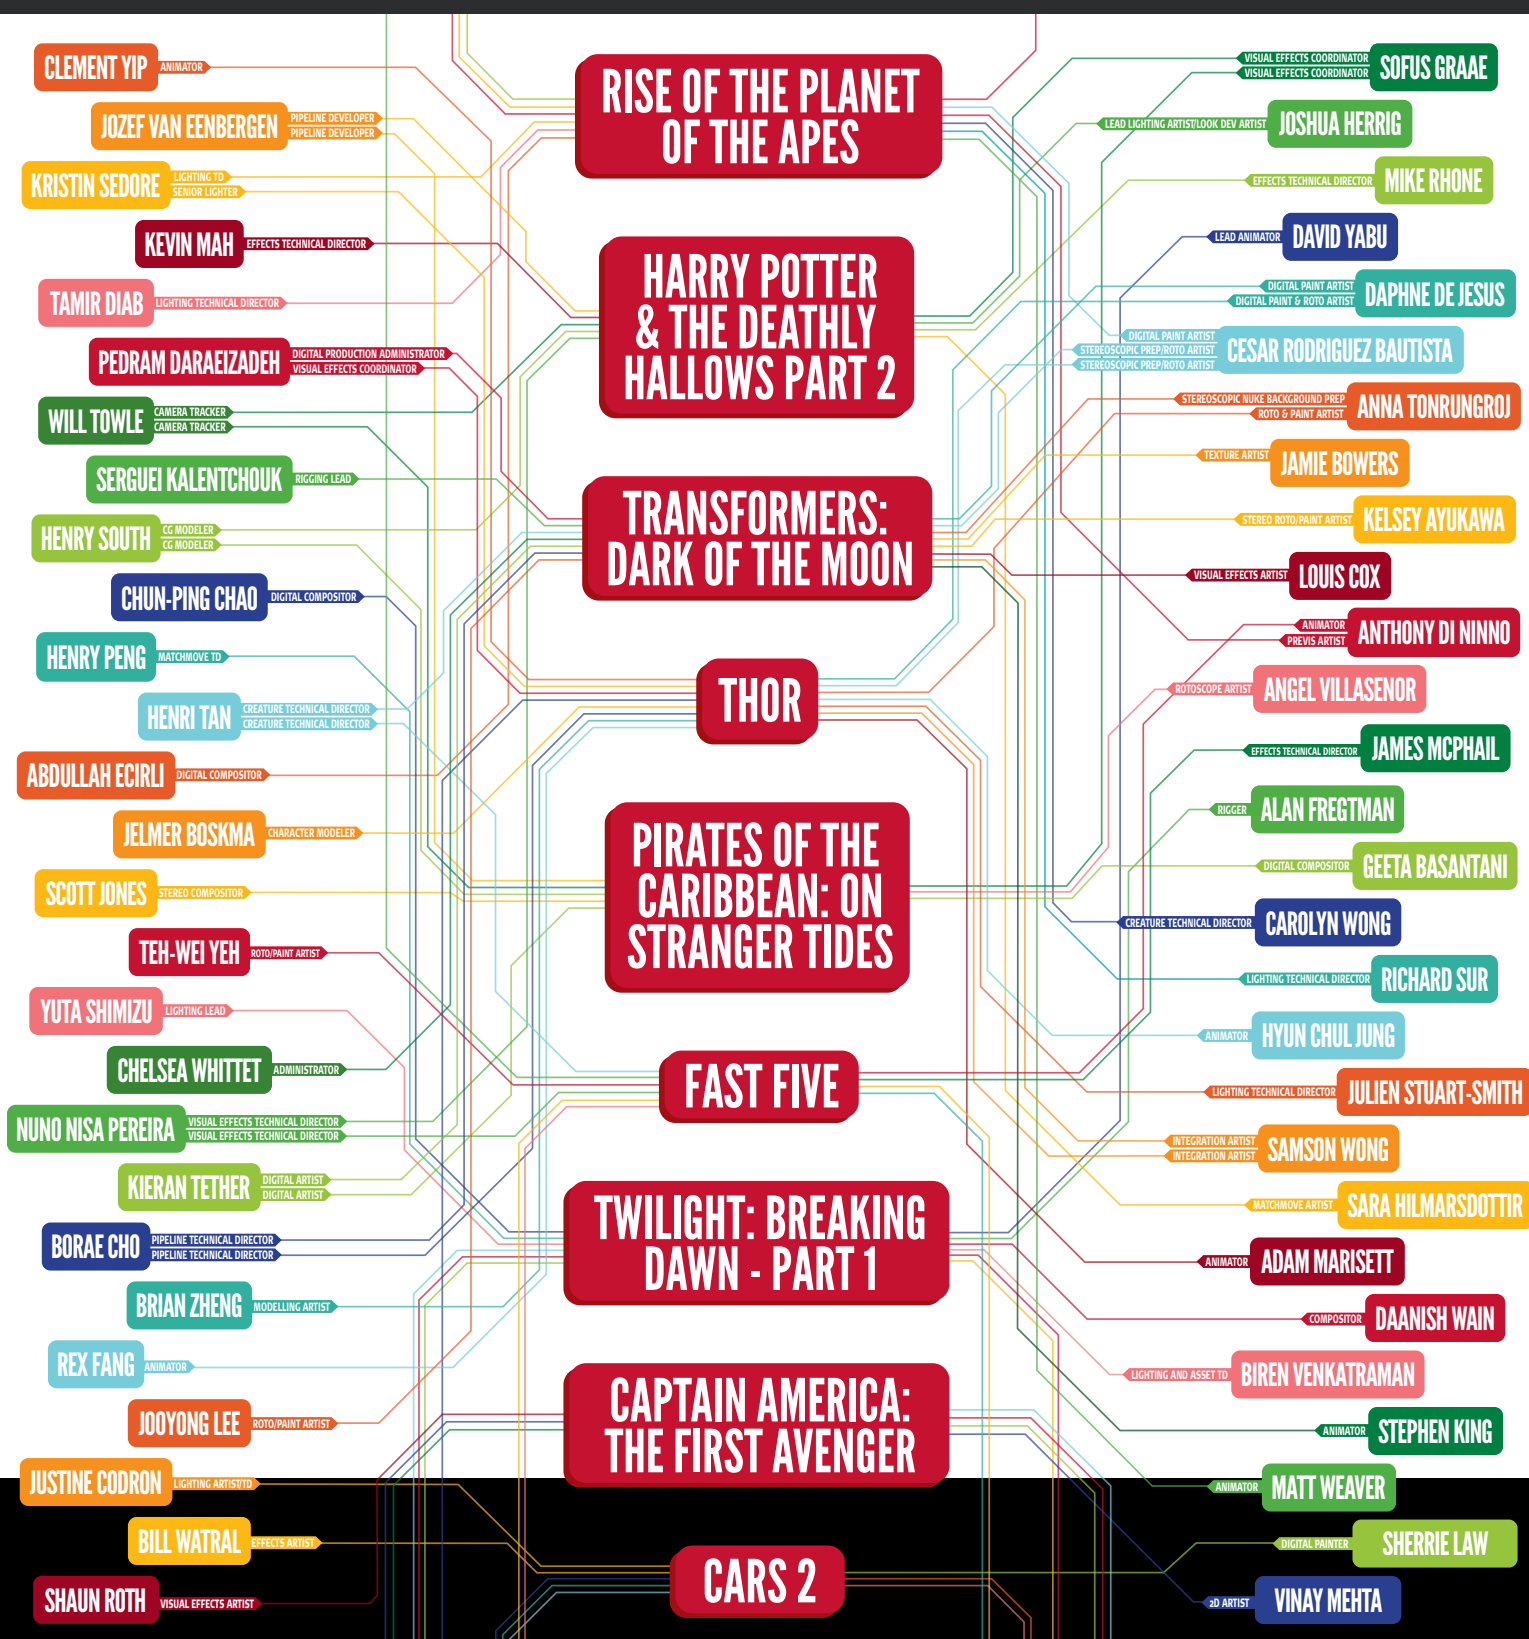 CLEMENT YIP
ANIMATOR
JOZEF VAN EENBERGEN
PIPELINE DEVELOPER
PIPELINE DEVELOPER
KRISTIN SEDORE
LIGHTING TD
SENIOR LIGHTER
KEVIN MAH
EFFECTS TECHNICAL DIRECTOR
TAMIR DIAB
LIGHTING TECHNICAL DIRECTOR
PEDRAM DARAEIZADEH
DIGITAL PRODUCTION ADMINISTRATOR
VISUAL EFFECTS COORDINATOR
WILL TOWLE
CAMERA TRACKER
CAMERA TRACKER
SERGUEI KALENTCHOUK
RIGGING LEAD
HENRY SOUTH
CG MODELER
CG MODELER
CHUN-PING CHAO
DIGITAL COMPOSITOR
HENRY PENG
MATCHMOVE TD
HENRI TAN
CREATURE TECHNICAL DIRECTOR
CREATURE TECHNICAL DIRECTOR
ABDULLAH ECIRLI
DIGITAL COMPOSITOR
JELMER BOSKMA
CHARACTER MODELER
SCOTT JONES
STEREO COMPOSITOR
TEH-WEI YEH
ROTO/PAINT ARTIST
YUTA SHIMIZU
LIGHTING LEAD
CHELSEA WHITTET
ADMINISTRATOR
NUNO NISA PEREIRA
VISUAL EFFECTS TECHNICAL DIRECTOR
VISUAL EFFECTS TECHNICAL DIRECTOR
KIERAN TETHER
DIGITAL ARTIST
DIGITAL ARTIST
BORAE CHO
PIPELINE TECHNICAL DIRECTOR
PIPELINE TECHNICAL DIRECTOR
BRIAN ZHENG
MODELLING ARTIST
REX FANG
ANIMATOR
JOOYONG LEE
ROTO/PAINT ARTIST
JUSTINE CODRON
LIGHTING ARTIST/TD
BILL WATRAL
EFFECTS ARTIST
SHAUN ROTH
VISUAL EFFECTS ARTIST
RISE OF THE PLANET
OF THE APES
HARRY POTTER
& THE DEATHLY
HALLOWS PART 2
TRANSFORMERS:
DARK OF THE MOON
THOR
PIRATES OF THE
CARIBBEAN: ON
STRANGER TIDES
FAST FIVE
TWILIGHT: BREAKING
DAWN - PART 1
CAPTAIN AMERICA:
THE FIRST AVENGER
CARS 2
VISUAL EFFECTS COORDINATOR
VISUAL EFFECTS COORDINATOR
SOFUS GRAAE
LEAD LIGHTING ARTIST/LOOK DEV ARTIST
JOSHUA HERRIG
EFFECTS TECHNICAL DIRECTOR
MIKE RHONE
LEAD ANIMATOR
DAVID YABU
DIGITAL PAINT ARTIST
DIGITAL PAINT & ROTO ARTIST
DAPHNE DE JESUS
DIGITAL PAINT ARTIST
STEREOSCOPIC PREP/ROTO ARTIST
STEREOSCOPIC PREP/ROTO ARTIST
CESAR RODRIGUEZ BAUTISTA
STEREOSCOPIC NUKE BACKGROUND PREP
ROTO & PAINT ARTIST
ANNA TONRUNGROJ
TEXTURE ARTIST
JAMIE BOWERS
STEREO ROTO/PAINT ARTIST
KELSEY AYUKAWA
VISUAL EFFECTS ARTIST
LOUIS COX
ANIMATOR
PREVIS ARTIST
ANTHONY DI NINNO
ROTOSCOPE ARTIST
ANGEL VILLASENOR
EFFECTS TECHNICAL DIRECTOR
JAMES MCPHAIL
RIGGER
ALAN FREGTMAN
DIGITAL COMPOSITOR
GEETA BASANTANI
CREATURE TECHNICAL DIRECTOR
CAROLYN WONG
LIGHTING TECHNICAL DIRECTOR
RICHARD SUR
ANIMATOR
HYUN CHUL JUNG
LIGHTING TECHNICAL DIRECTOR
JULIEN STUART-SMITH
INTEGRATION ARTIST
INTEGRATION ARTIST
SAMSON WONG
MATCHMOVE ARTIST
SARA HILMARSDOTTIR
ANIMATOR
ADAM MARISETT
COMPOSITOR
DAANISH WAIN
LIGHTING AND ASSET TD
BIREN VENKATRAMAN
ANIMATOR
STEPHEN KING
ANIMATOR
MATT WEAVER
DIGITAL PAINTER
SHERRIE LAW
2D ARTIST
VINAY MEHTA